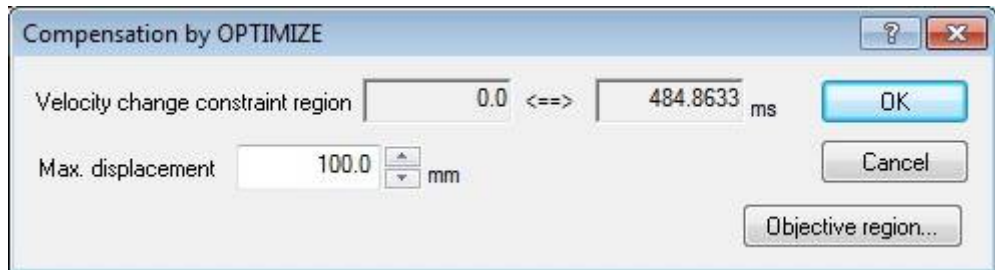 Compensation by OPTIMIZE
Velocity change constraint region 0.0 <==> 484.8633 ms OK
Max. displacement 100.0 mm Cancel
Objective region...